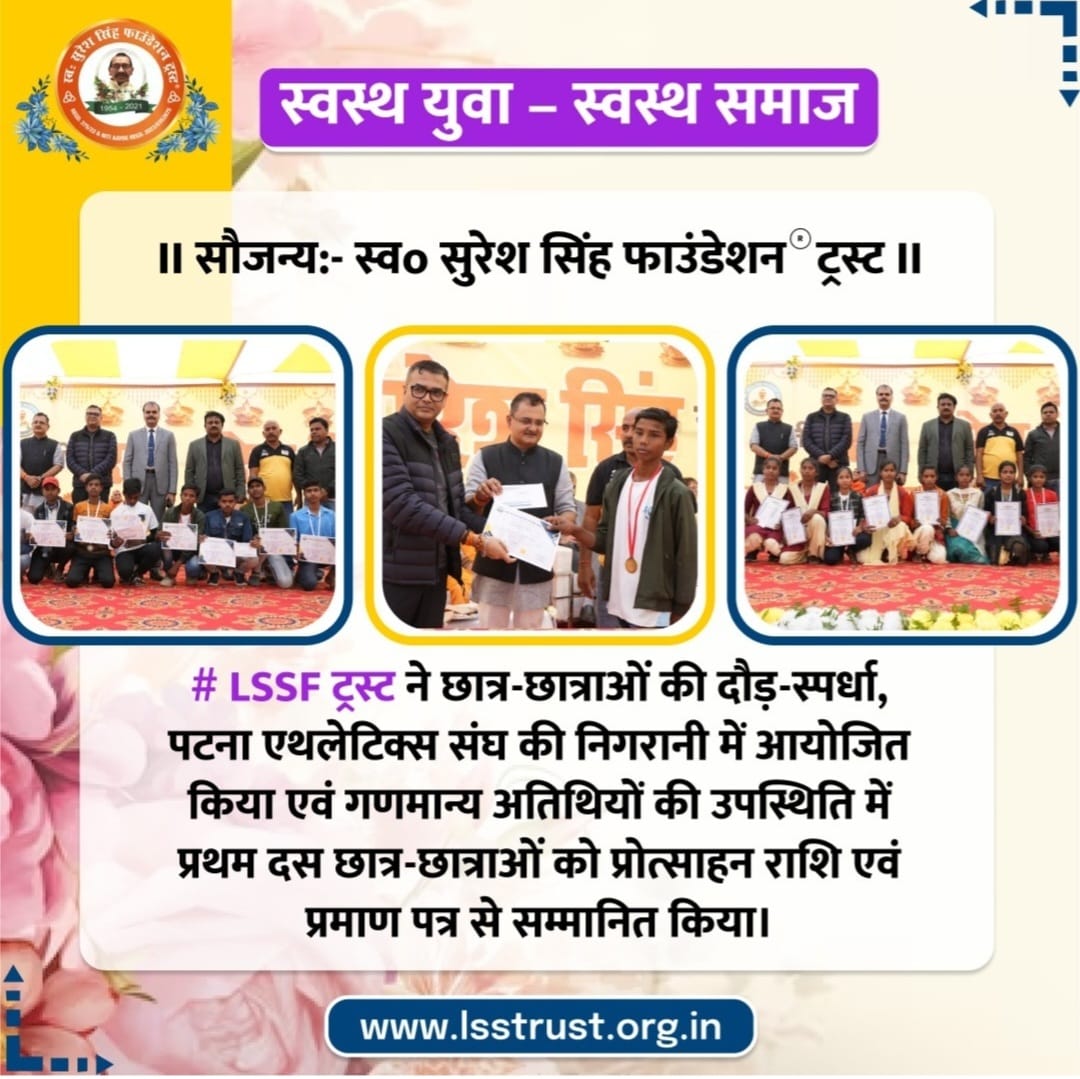 स्व: सुरेश सिंह फाउंडेशन ट्रस्ट
1954 - 2021
स्वस्थ युवा – स्वस्थ समाज
॥ सौजन्य:- स्व० सुरेश सिंह फाउंडेशन ® ट्रस्ट ॥
# LSSF ट्रस्ट ने छात्र-छात्राओं की दौड़-स्पर्धा,
पटना एथलेटिक्स संघ की निगरानी में आयोजित
किया एवं गणमान्य अतिथियों की उपस्थिति में
प्रथम दस छात्र-छात्राओं को प्रोत्साहन राशि एवं
प्रमाण पत्र से सम्मानित किया।
www.lsstrust.org.in